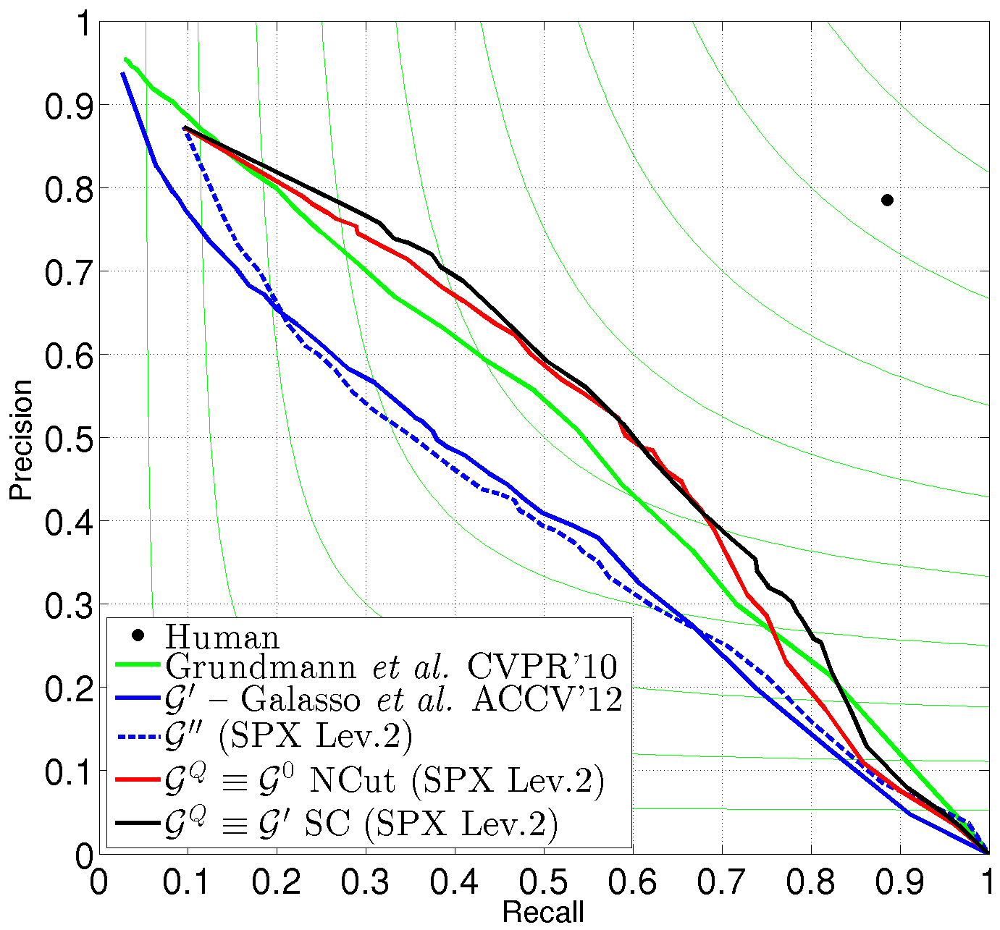 1
0.9
0.8
0.7
0.6
0.5
0.4
0.3
0.2
0.1
0
Precision
Human
Grundmann et al. CVPR'10
𝒢′ – Galasso et al. ACCV'12
𝒢″ (SPX Lev.2)
𝒢^Q ≡ 𝒢^0 NCut (SPX Lev.2)
𝒢^Q ≡ 𝒢′ SC (SPX Lev.2)
0 0.1 0.2 0.3 0.4 0.5 0.6 0.7 0.8 0.9 1
Recall